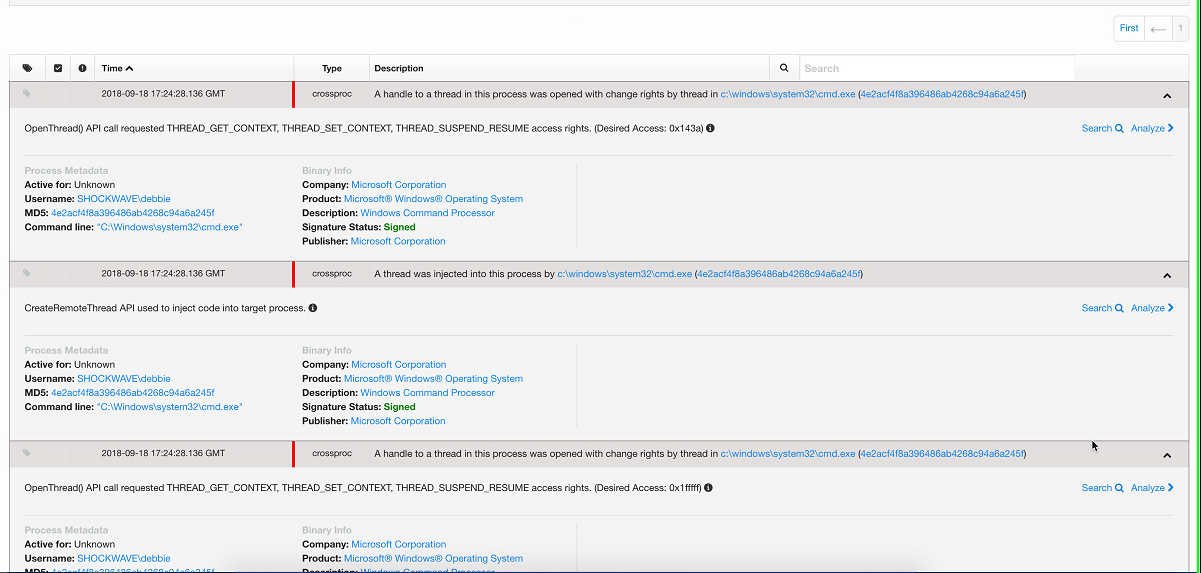 First 1
Time Type Description Search
2018-09-18 17:24:28.136 GMT crossproc A handle to a thread in this process was opened with change rights by thread in c:\windows\system32\cmd.exe (4e2acf4f8a396486ab4268c94a6a245f)
OpenThread() API call requested THREAD_GET_CONTEXT, THREAD_SET_CONTEXT, THREAD_SUSPEND_RESUME access rights. (Desired Access: 0x143a) Search Analyze
Process Metadata Binary Info
Active for: Unknown Company: Microsoft Corporation
Username: SHOCKWAVE\debbie Product: Microsoft® Windows® Operating System
MD5: 4e2acf4f8a396486ab4268c94a6a245f Description: Windows Command Processor
Command line: "C:\Windows\system32\cmd.exe" Signature Status: Signed
Publisher: Microsoft Corporation
2018-09-18 17:24:28.136 GMT crossproc A thread was injected into this process by c:\windows\system32\cmd.exe (4e2acf4f8a396486ab4268c94a6a245f)
CreateRemoteThread API used to inject code into target process. Search Analyze
Process Metadata Binary Info
Active for: Unknown Company: Microsoft Corporation
Username: SHOCKWAVE\debbie Product: Microsoft® Windows® Operating System
MD5: 4e2acf4f8a396486ab4268c94a6a245f Description: Windows Command Processor
Command line: "C:\Windows\system32\cmd.exe" Signature Status: Signed
Publisher: Microsoft Corporation
2018-09-18 17:24:28.136 GMT crossproc A handle to a thread in this process was opened with change rights by thread in c:\windows\system32\cmd.exe (4e2acf4f8a396486ab4268c94a6a245f)
OpenThread() API call requested THREAD_GET_CONTEXT, THREAD_SET_CONTEXT, THREAD_SUSPEND_RESUME access rights. (Desired Access: 0x1fffff) Search Analyze
Process Metadata Binary Info
Active for: Unknown Company: Microsoft Corporation
Username: SHOCKWAVE\debbie Product: Microsoft® Windows® Operating System
MD5: 4e2acf4f8a396486ab4268c94a6a245f Description: Windows Command Processor